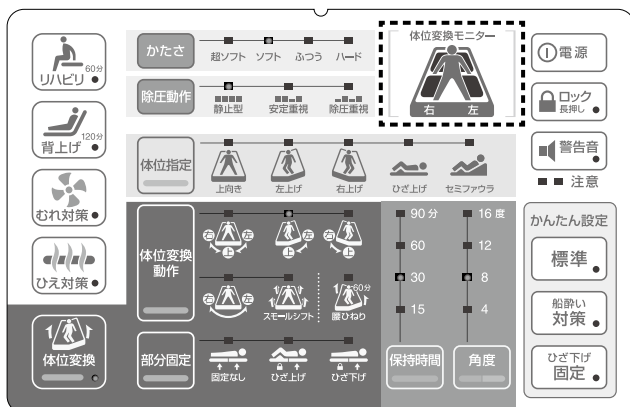 リハビリ
60分
背上げ
120分
むれ対策
ひえ対策
体位変換
かたさ
超ソフト
ソフト
ふつう
ハード
除圧動作
静止型
安定重視
除圧重視
体位変換モニター
右
左
電源
ロック
長押し
警告音
注意
体位指定
上向き
左上げ
右上げ
ひざ上げ
セミファウラ
体位変換
動作
右
左
上
右
左
上
右
左
上
右
左
スモールシフト
60分
腰ひねり
部分固定
固定なし
ひざ上げ
ひざ下げ
90分
60
30
15
保持時間
16度
12
8
4
角度
かんたん設定
標準
船酔い
対策
ひざ下げ
固定